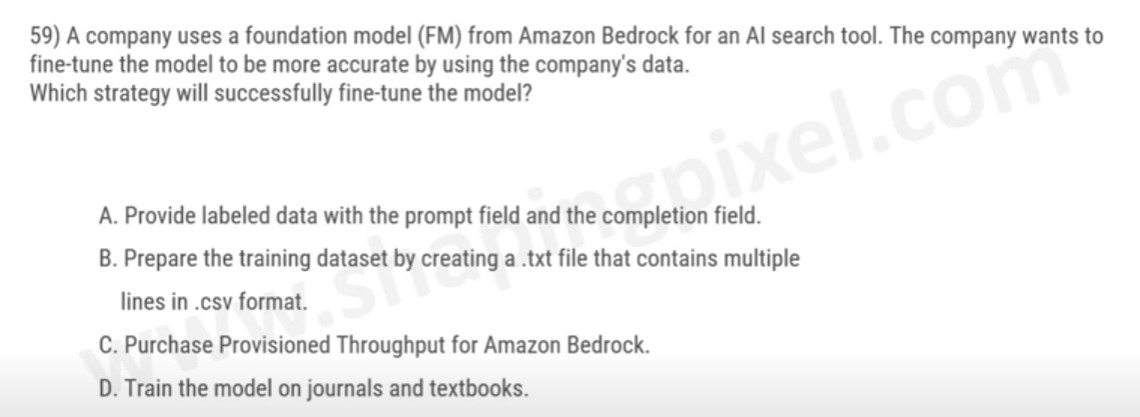 59) A company uses a foundation model (FM) from Amazon Bedrock for an AI search tool. The company wants to
fine-tune the model to be more accurate by using the company's data.
Which strategy will successfully fine-tune the model?
A. Provide labeled data with the prompt field and the completion field.
B. Prepare the training dataset by creating a .txt file that contains multiple
lines in .csv format.
C. Purchase Provisioned Throughput for Amazon Bedrock.
D. Train the model on journals and textbooks.
www.shapingpixel.com